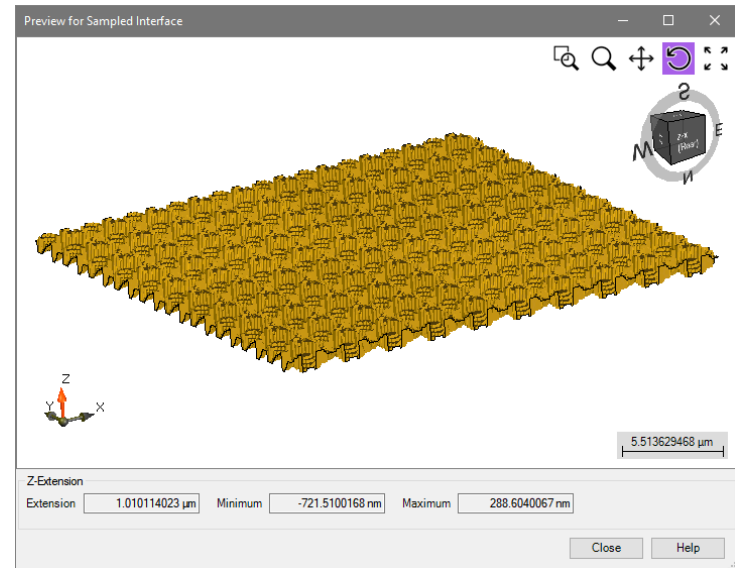 Preview for Sampled Interface
S
E
z-x
(Rear)
W
N
Z
Y
X
5.513629468 µm
Z-Extension
Extension 1.010114023 µm Minimum -721.5100168 nm Maximum 288.6040067 nm
Close Help